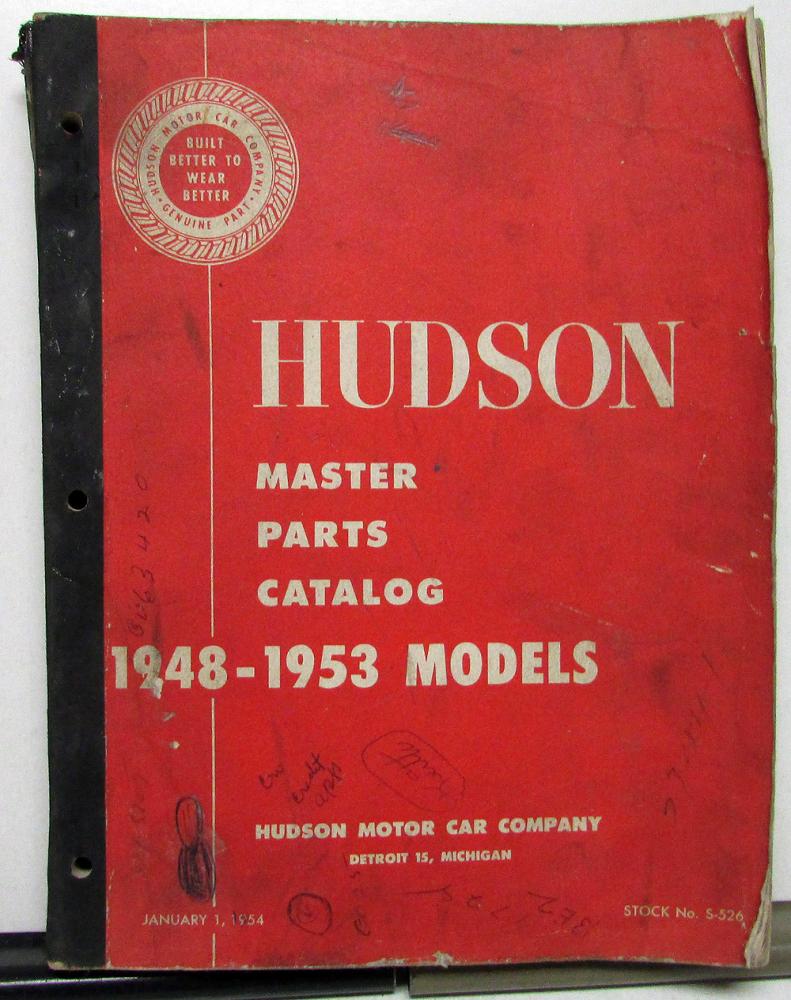 HUDSON MOTOR CAR COMPANY
GENUINE PART
BUILT
BETTER TO
WEAR
BETTER
HUDSON
MASTER
PARTS
CATALOG
1948-1953 MODELS
credit
HUDSON MOTOR CAR COMPANY
DETROIT 15, MICHIGAN
JANUARY 1, 1954
STOCK No. S-526